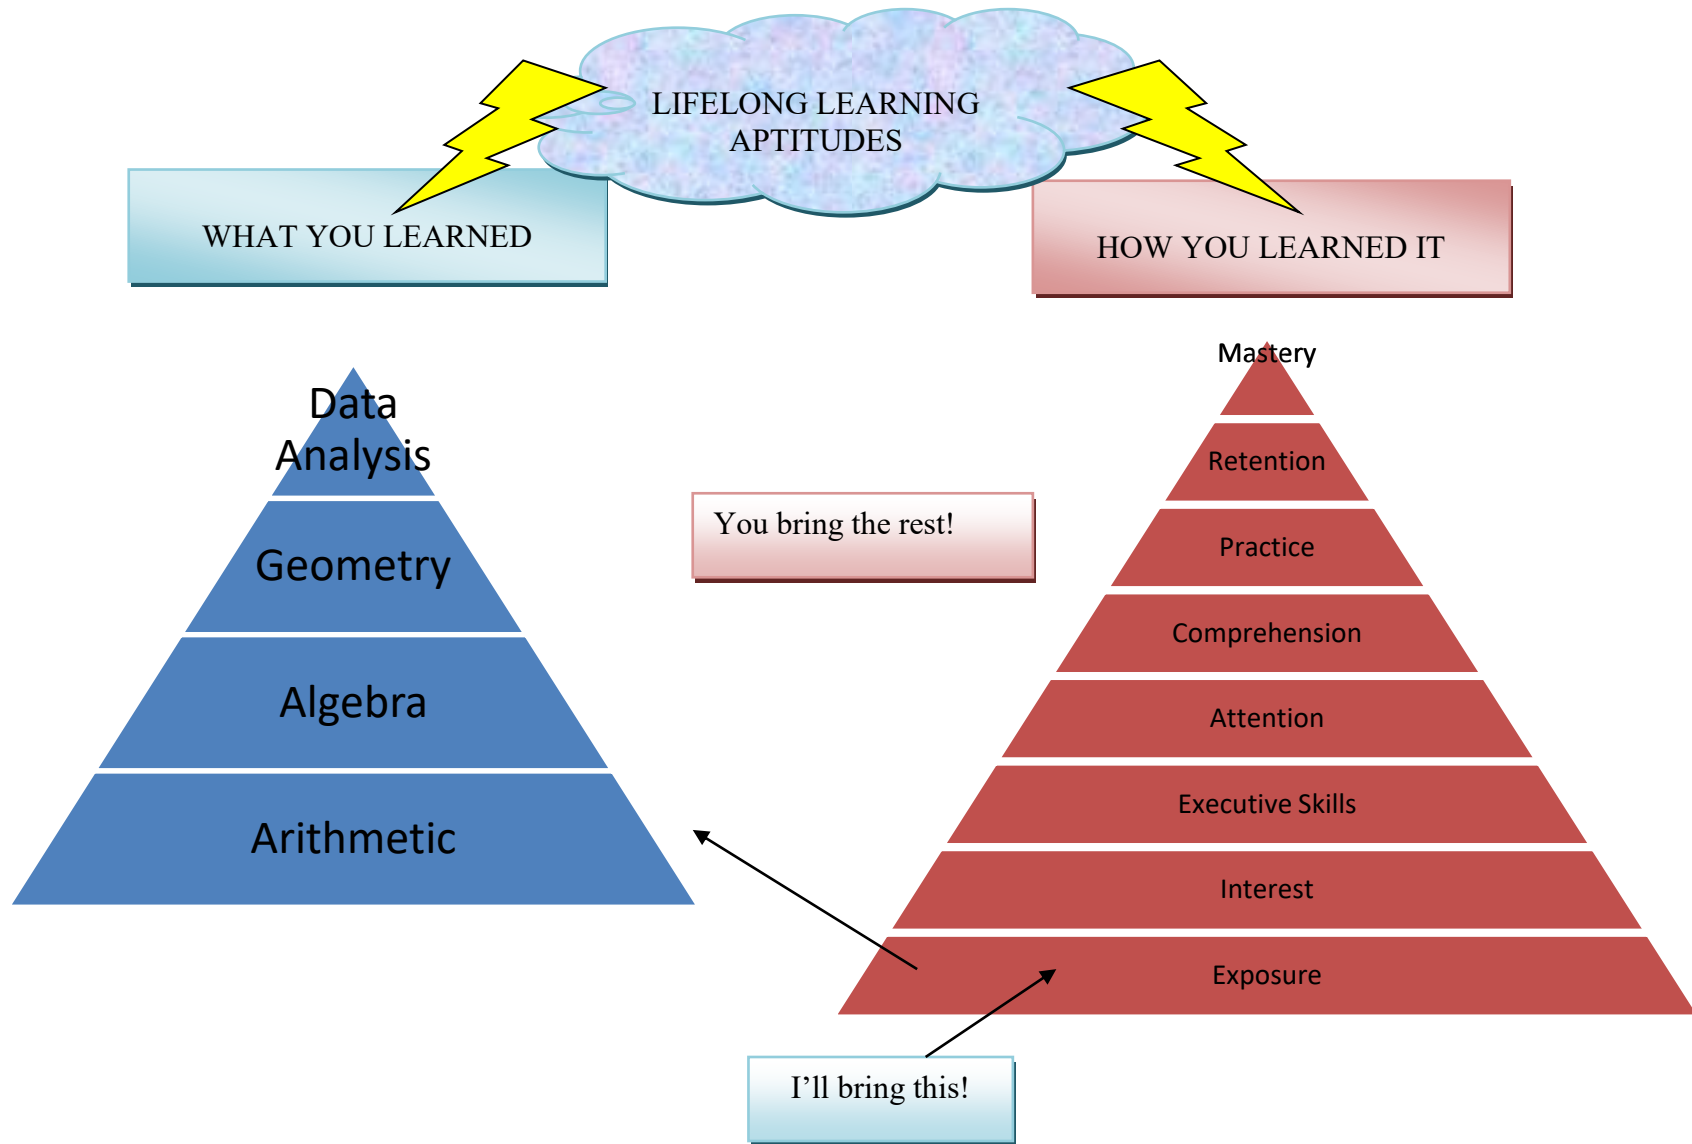 LIFELONG LEARNING
APTITUDES
WHAT YOU LEARNED
HOW YOU LEARNED IT
Data
Analysis
Geometry
Algebra
Arithmetic
You bring the rest!
Mastery
Retention
Practice
Comprehension
Attention
Executive Skills
Interest
Exposure
I’ll bring this!